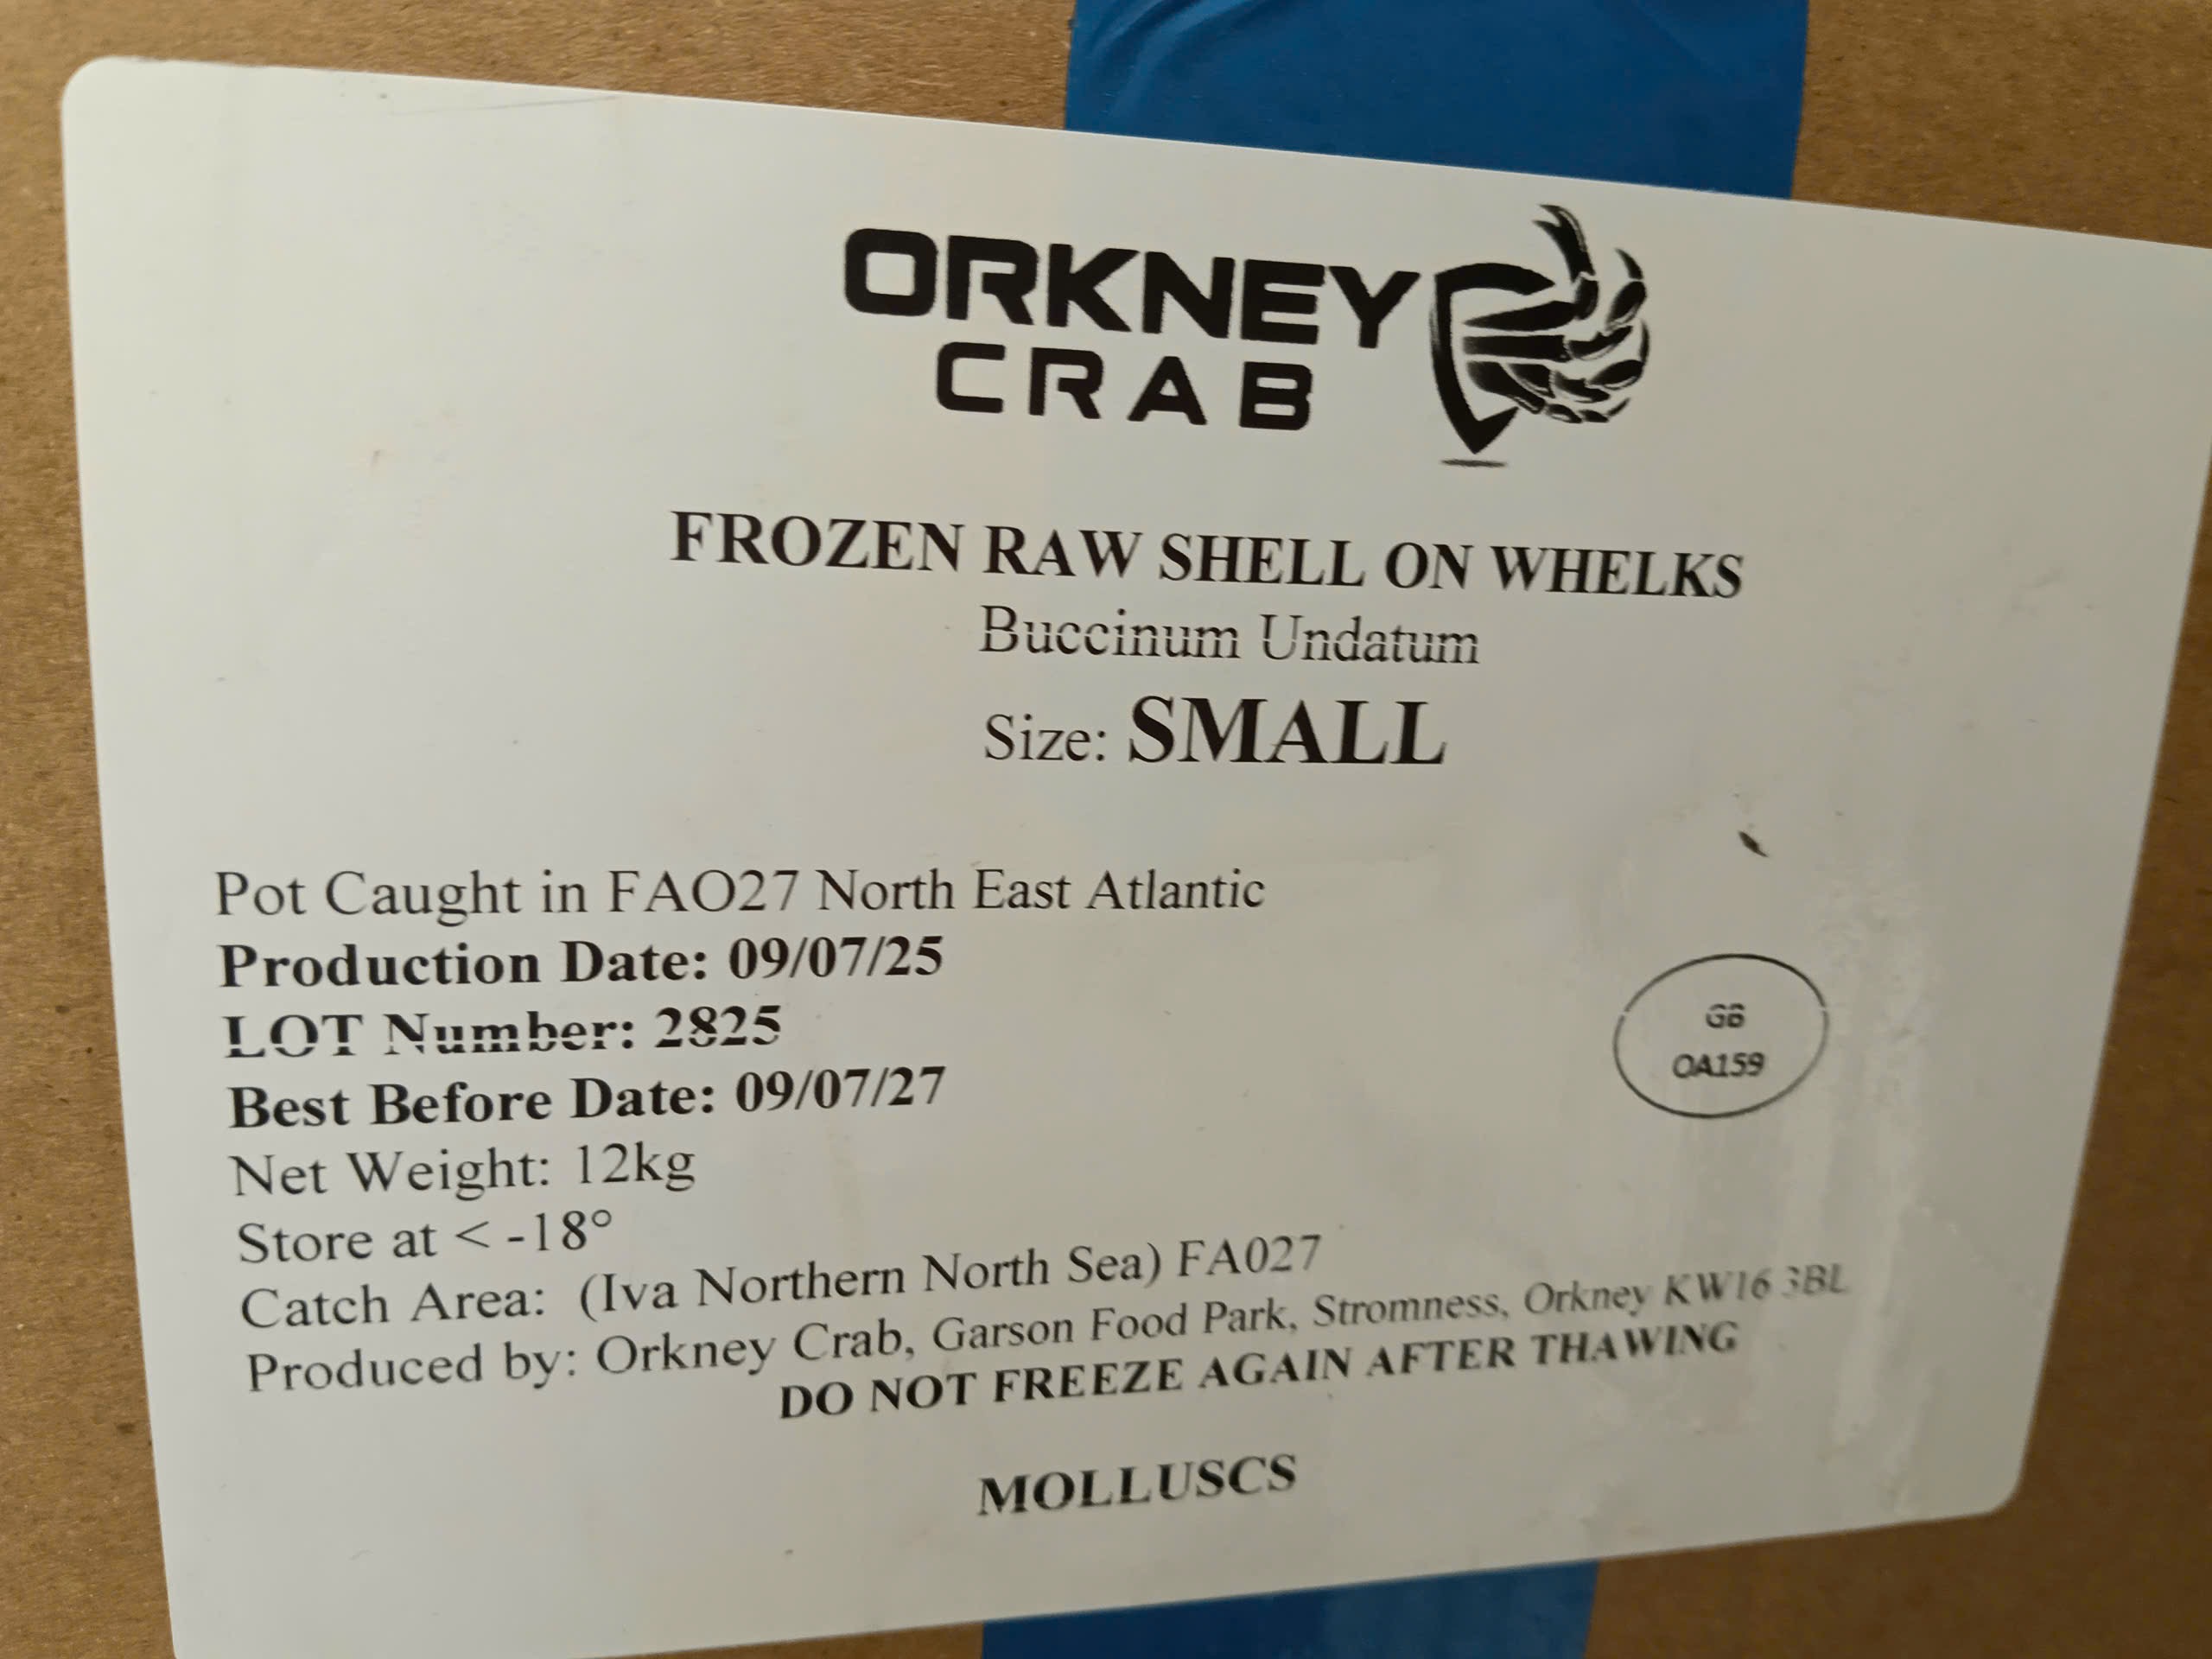 ORKNEY
CRAB
FROZEN RAW SHELL ON WHELKS
Buccinum Undatum
Size: SMALL
Pot Caught in FAO27 North East Atlantic
Production Date: 09/07/25
LOT Number: 2825
Best Before Date: 09/07/27
Net Weight: 12kg
Store at < -18°
Catch Area: (Iva Northern North Sea) FA027
Produced by: Orkney Crab, Garson Food Park, Stromness, Orkney KW16 3BL
DO NOT FREEZE AGAIN AFTER THAWING
MOLLUSCS
GB
OA159